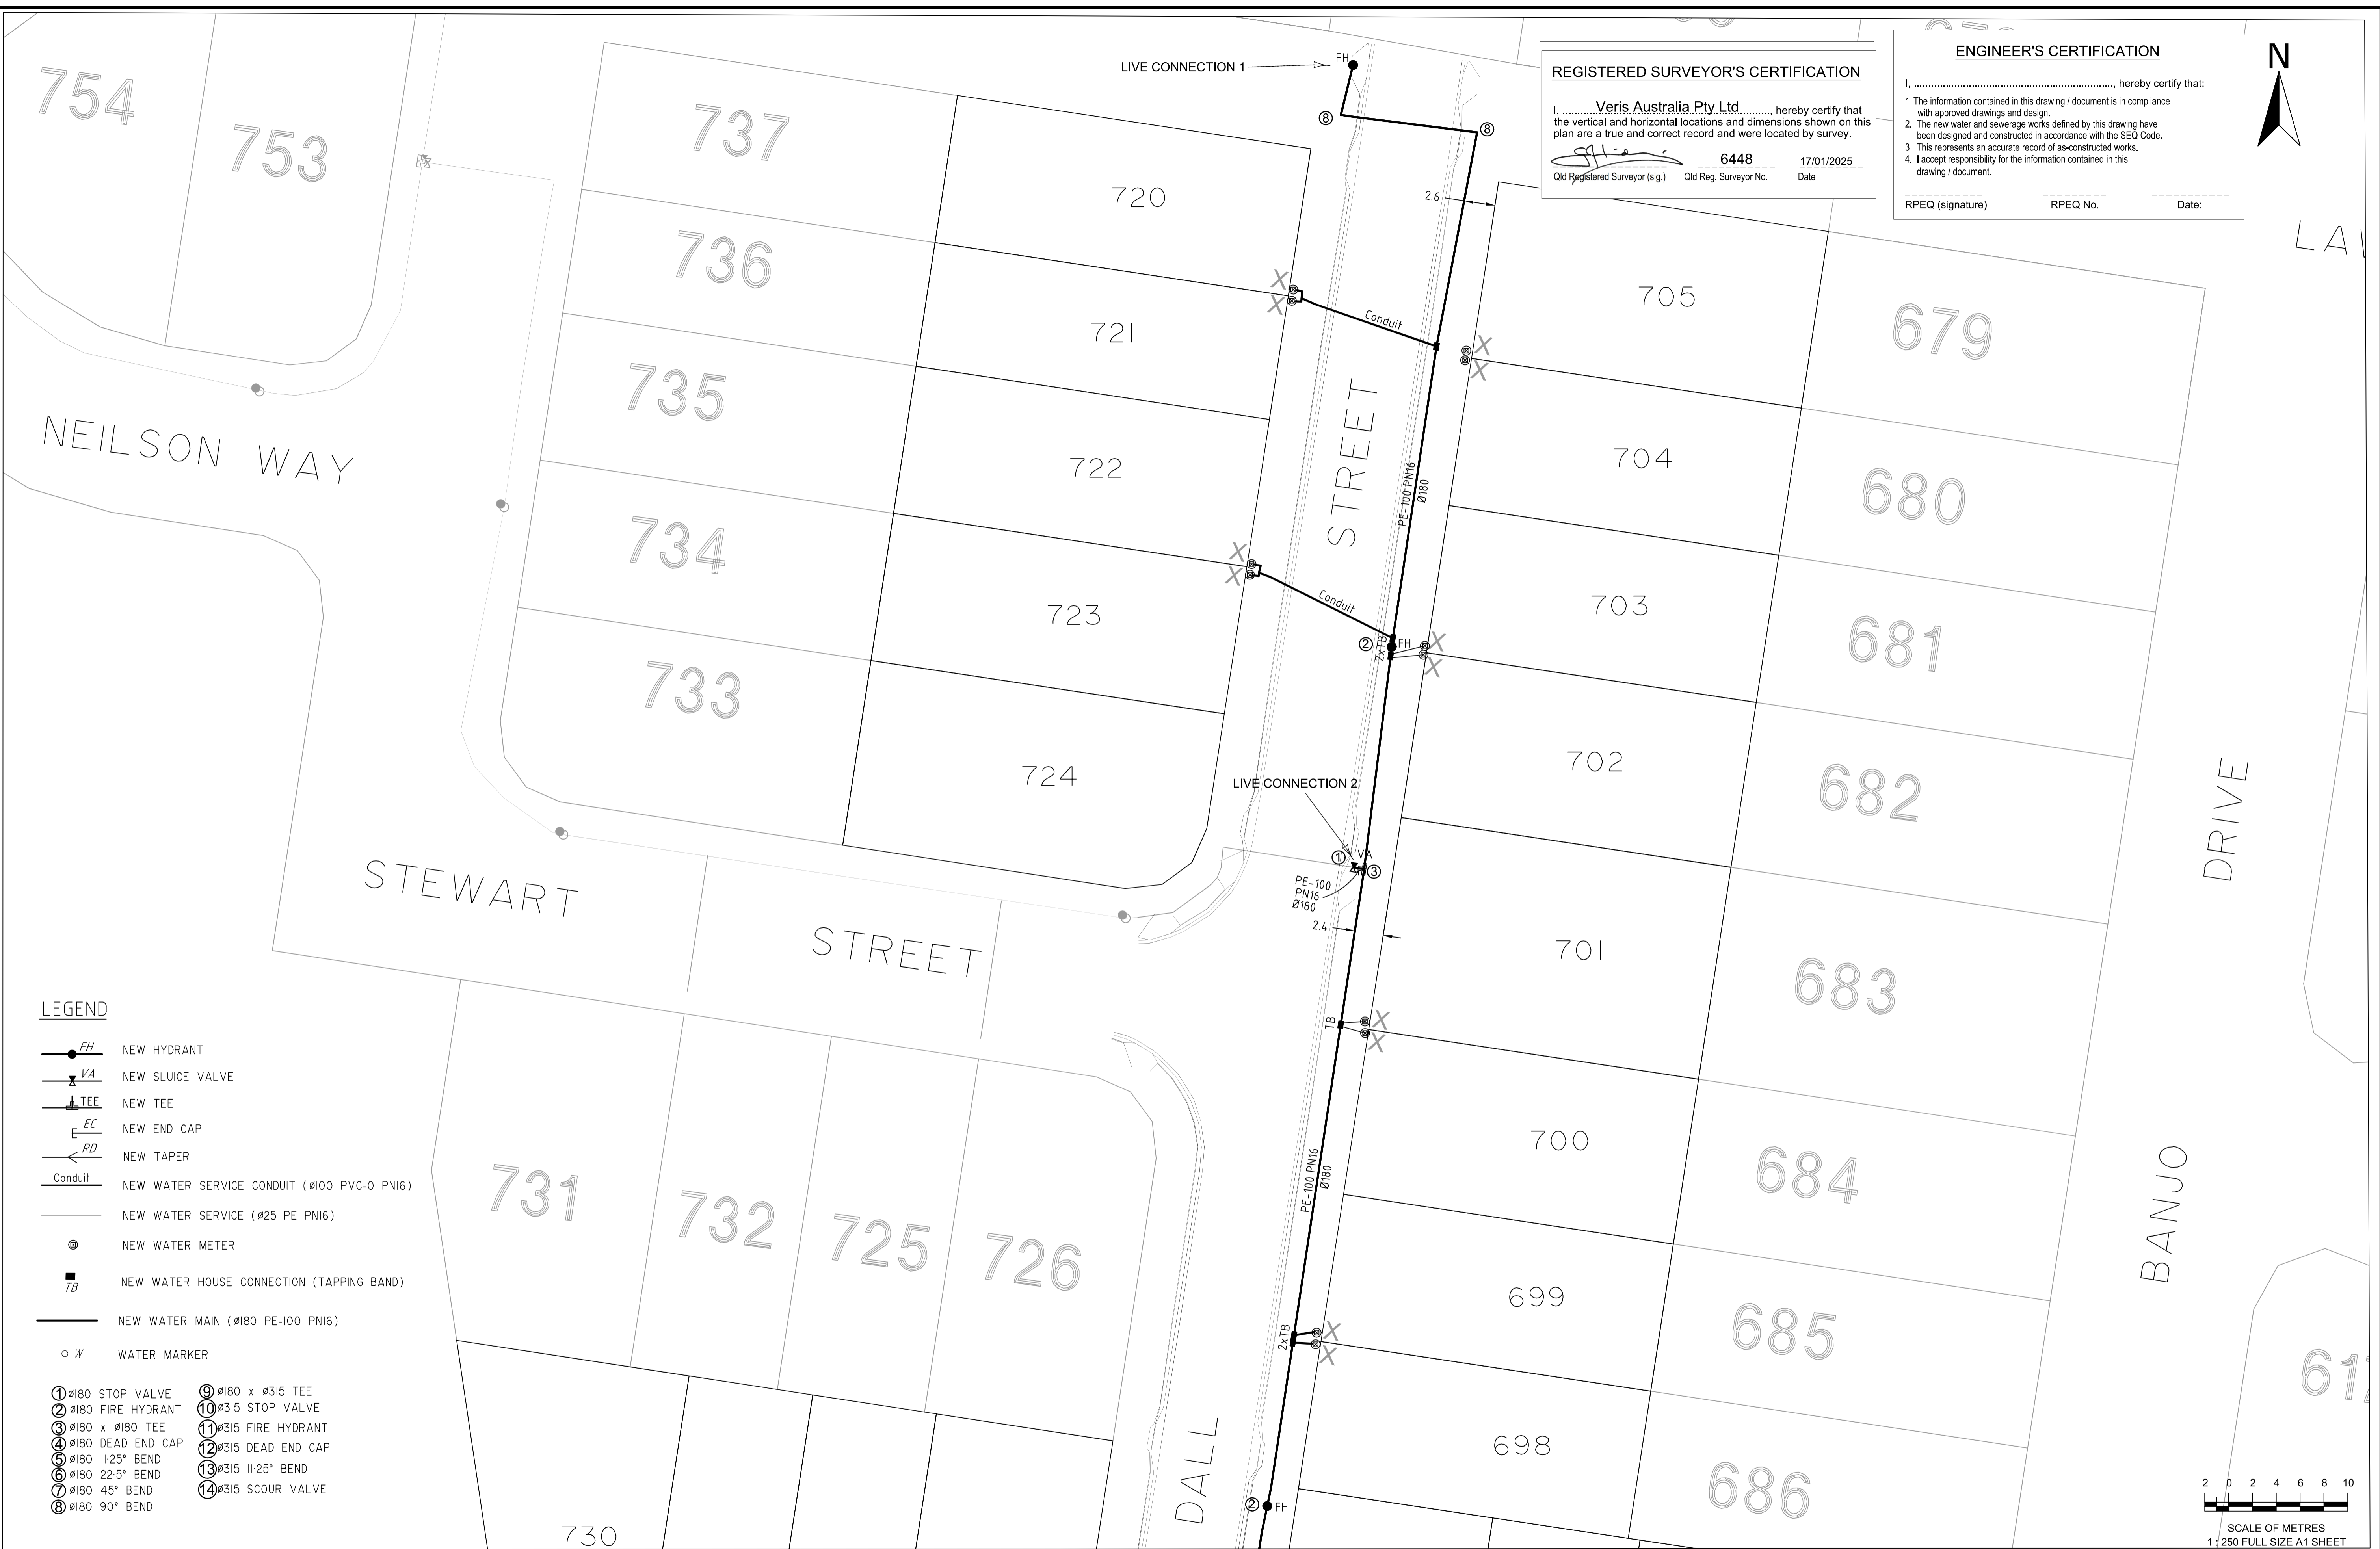 LIVE CONNECTION 1
FH
8
8
REGISTERED SURVEYOR'S CERTIFICATION
I, Veris Australia Pty Ltd, hereby certify that
the vertical and horizontal locations and dimensions shown on this
plan are a true and correct record and were located by survey.
6448
17/01/2025
Qld Registered Surveyor (sig.) Qld Reg. Surveyor No. Date
ENGINEER'S CERTIFICATION
I, ...................................................................., hereby certify that:
1. The information contained in this drawing / document is in compliance
with approved drawings and design.
2. The new water and sewerage works defined by this drawing have
been designed and constructed in accordance with the SEQ Code.
3. This represents an accurate record of as-constructed works.
4. I accept responsibility for the information contained in this
drawing / document.
RPEQ (signature) RPEQ No. Date:
N
754
753
737
736
735
734
733
720
721
722
723
724
705
704
703
702
701
700
699
698
679
680
681
682
683
684
685
686
731
732
725
726
730
NEILSON WAY
STEWART
STREET
STREET
DALL
BANJO
DRIVE
2.6
X
X
Conduit
X
X
PE-100 PN16
Ø180
X
X
Conduit
2
2xTB
FH
X
X
LIVE CONNECTION 2
1
VA
3
PE-100
PN16
Ø180
2.4
TB
X
X
PE-100 PN16
Ø180
2xTB
X
X
2
FH
LEGEND
FH NEW HYDRANT
VA NEW SLUICE VALVE
TEE NEW TEE
EC NEW END CAP
RD NEW TAPER
Conduit NEW WATER SERVICE CONDUIT (Ø100 PVC-O PN16)
NEW WATER SERVICE (Ø25 PE PN16)
NEW WATER METER
TB NEW WATER HOUSE CONNECTION (TAPPING BAND)
NEW WATER MAIN (Ø180 PE-100 PN16)
W WATER MARKER
1 Ø180 STOP VALVE
2 Ø180 FIRE HYDRANT
3 Ø180 x Ø180 TEE
4 Ø180 DEAD END CAP
5 Ø180 11·25° BEND
6 Ø180 22·5° BEND
7 Ø180 45° BEND
8 Ø180 90° BEND
9 Ø180 x Ø315 TEE
10 Ø315 STOP VALVE
11 Ø315 FIRE HYDRANT
12 Ø315 DEAD END CAP
13 Ø315 11·25° BEND
14 Ø315 SCOUR VALVE
2 0 2 4 6 8 10
SCALE OF METRES
1 : 250 FULL SIZE A1 SHEET